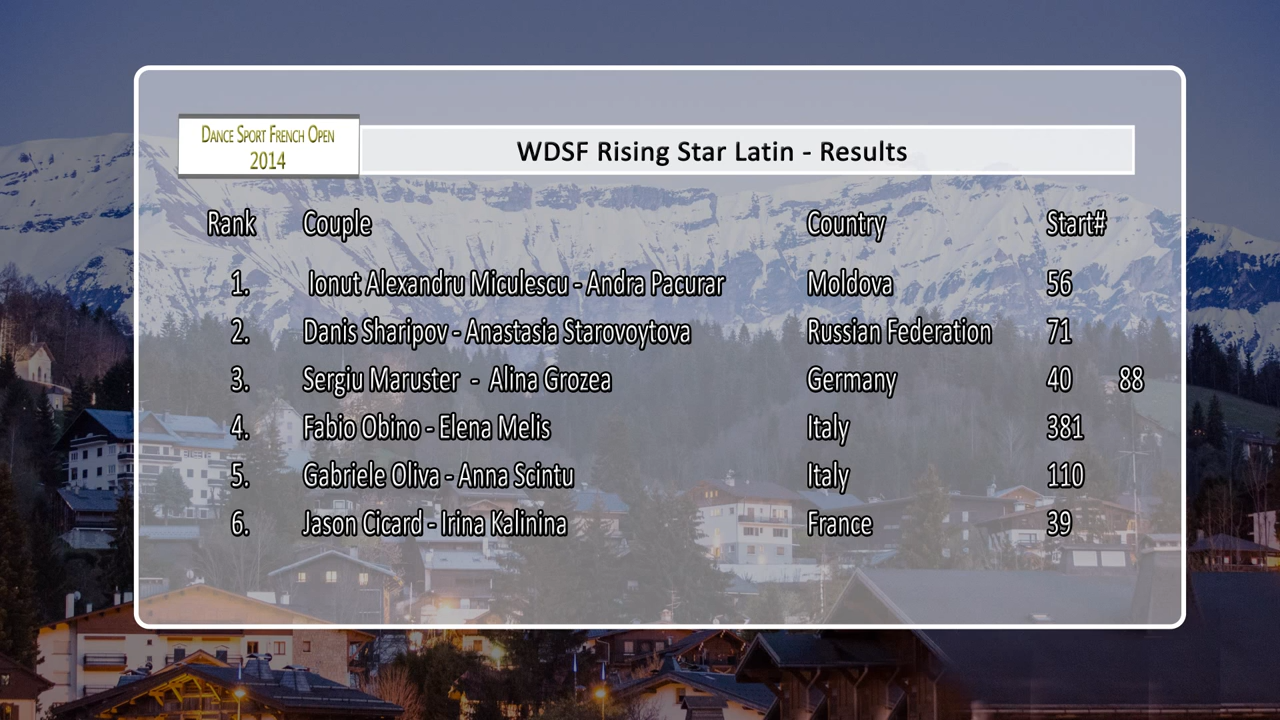 DANCE SPORT FRENCH OPEN
2014
WDSF Rising Star Latin - Results
Rank Couple Country Start#
1. Ionut Alexandru Miculescu - Andra Pacurar Moldova 56
2. Danis Sharipov - Anastasia Starovoytova Russian Federation 71
3. Sergiu Maruster - Alina Grozea Germany 40 88
4. Fabio Obino - Elena Melis Italy 381
5. Gabriele Oliva - Anna Scintu Italy 110
6. Jason Cicard - Irina Kalinina France 39